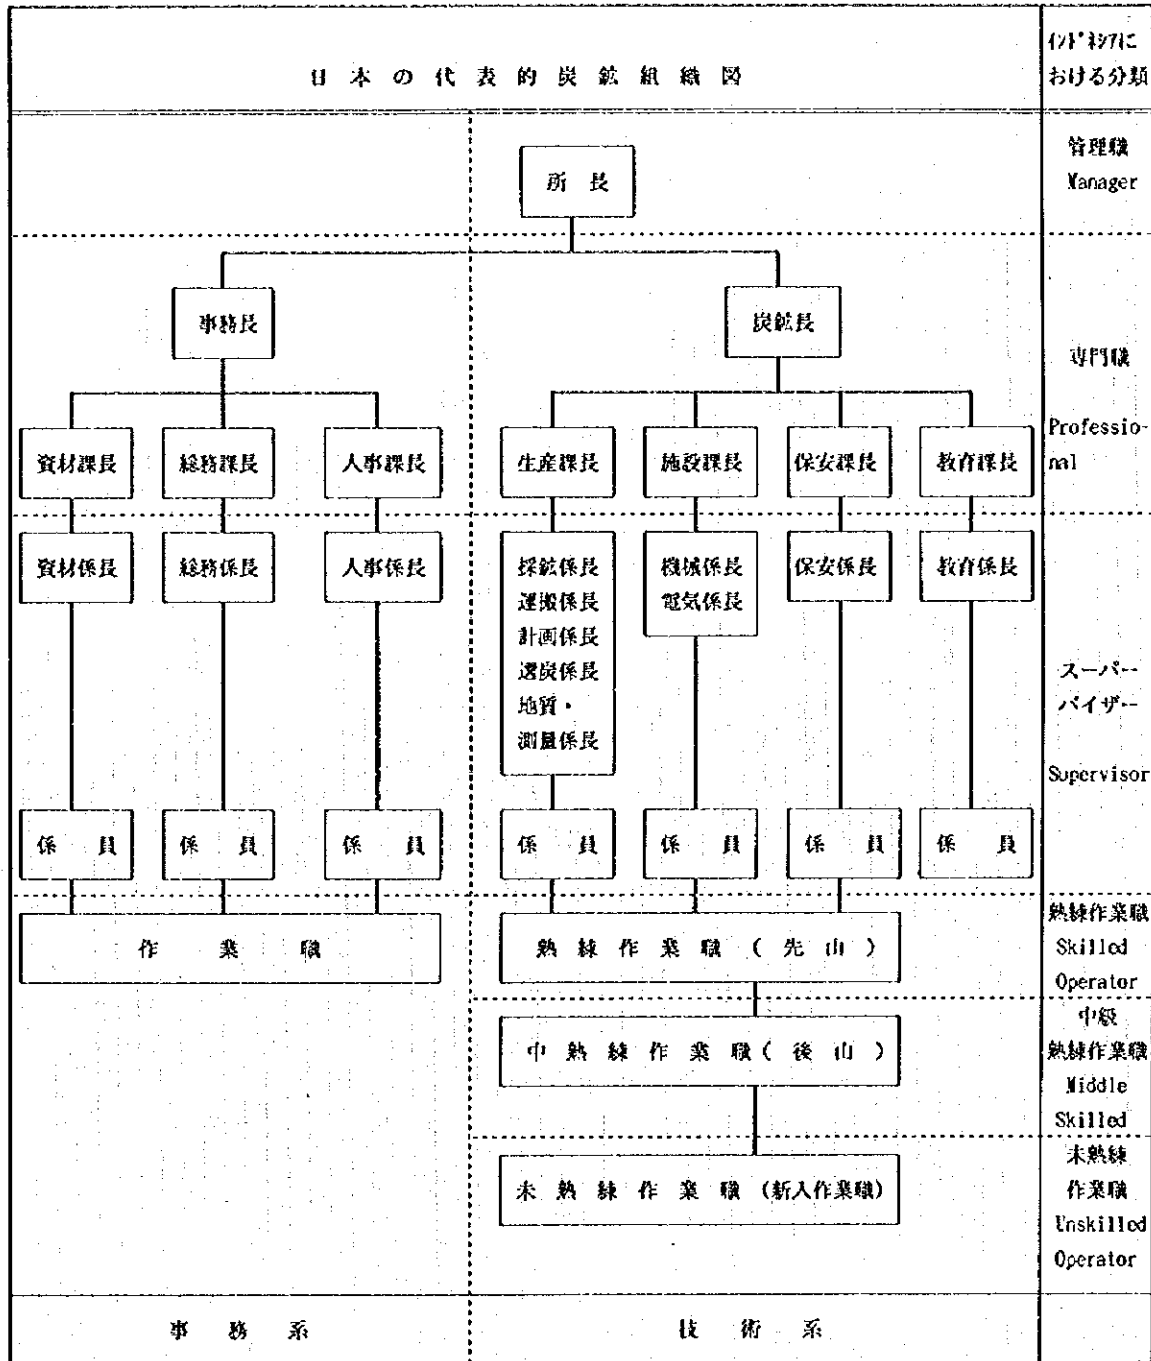 日本の代表的炭鉱組織図
インドネシアに
おける分類
所長
管理職
Manager
事務長
炭鉱長
専門職
Professio-
nal
資材課長
総務課長
人事課長
生産課長
施設課長
保安課長
教育課長
資材係長
総務係長
人事係長
採鉱係長
運搬係長
計画係長
選炭係長
地質・
測量係長
機械係長
電気係長
保安係長
教育係長
スーパー
バイザー
Supervisor
係員
係員
係員
係員
係員
係員
係員
作業職
熟練作業職(先山)
熟練作業職
Skilled
Operator
中熟練作業職(後山)
中級
熟練作業職
Middle
Skilled
未熟練作業職(新入作業職)
未熟練
作業職
Unskilled
Operator
事務系
技術系